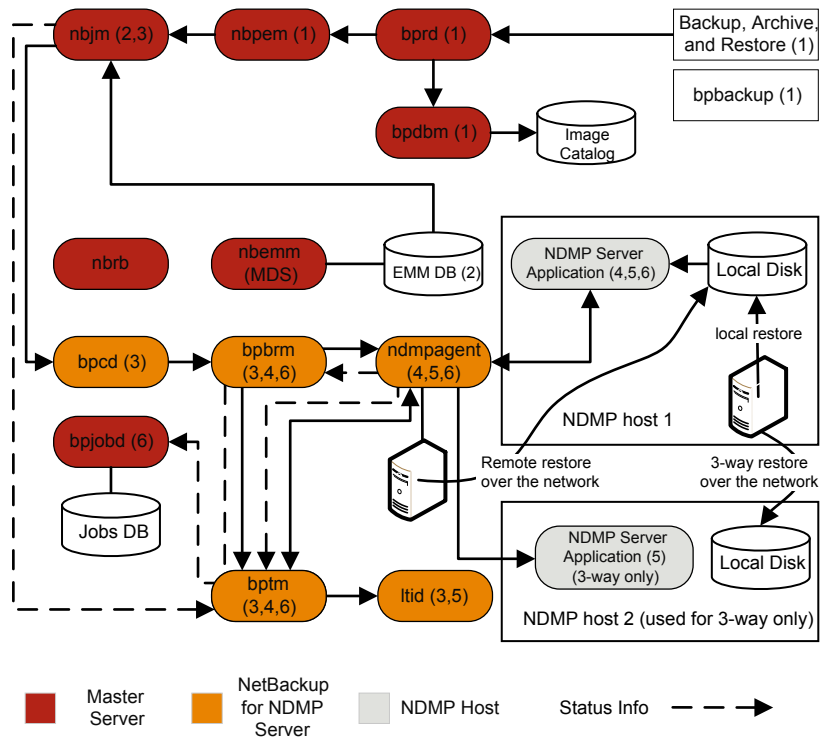 nbjm (2,3)
nbpem (1)
bprd (1)
Backup, Archive,
and Restore (1)
bpbackup (1)
bpdbm (1)
Image
Catalog
nbrb
nbemm
(MDS)
EMM DB (2)
NDMP Server
Application (4,5,6)
Local Disk
local restore
NDMP host 1
bpcd (3)
bpbrm
(3,4,6)
ndmpagent
(4,5,6)
bpjobd (6)
Jobs DB
Remote restore
over the network
3-way restore
over the network
NDMP Server
Application (5)
(3-way only)
Local Disk
NDMP host 2 (used for 3-way only)
bptm
(3,4,6)
ltid (3,5)
Master
Server
NetBackup
for NDMP
Server
NDMP Host
Status Info